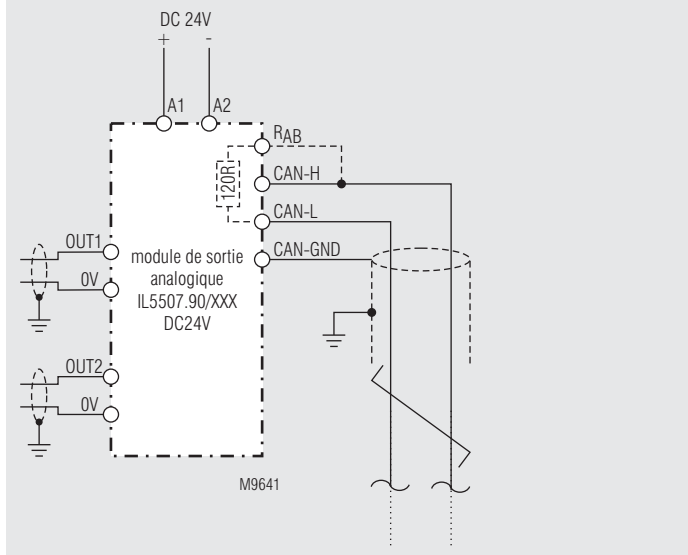 DC 24V
+ -
A1 A2
RAB
CAN-H
120R
CAN-L
CAN-GND
OUT1
0V
module de sortie
analogique
IL5507.90/XXX
DC24V
OUT2
0V
M9641